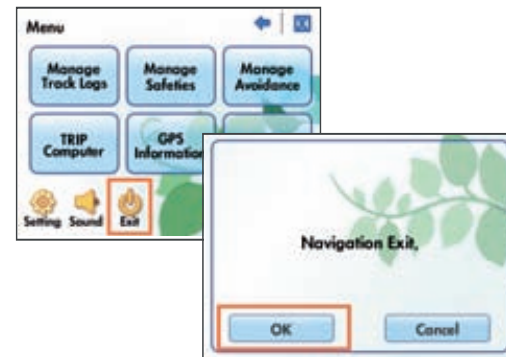 Menu
Manage
Track Logs
Manage
Safeties
Manage
Avoidance
TRIP
Computer
GPS
Information
Setting Sound Exit
Navigation Exit,
OK Cancel